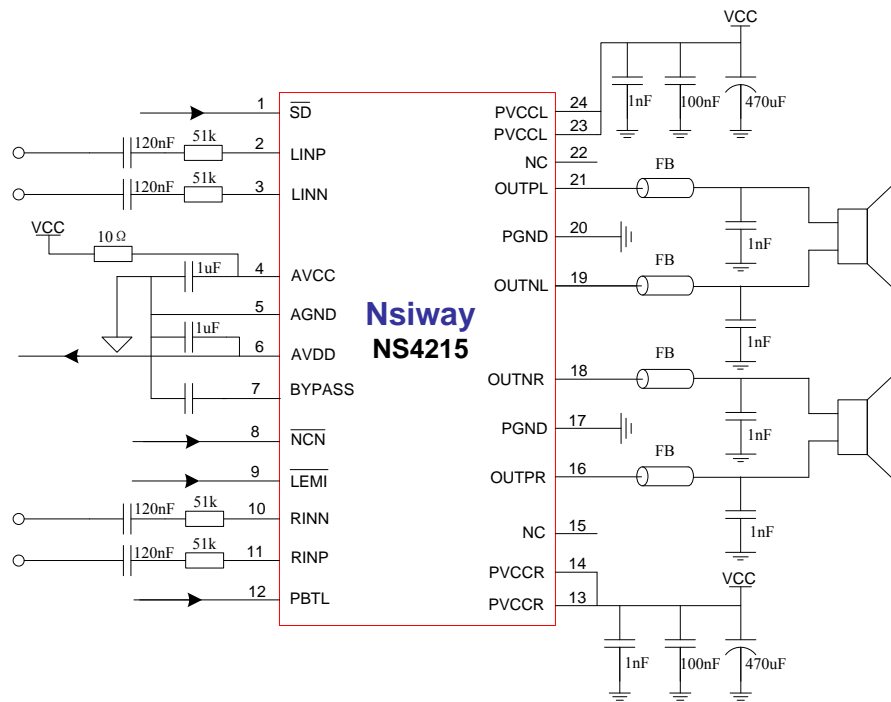 VCC
1nF
100nF
470uF
1
SD
PVCCL
24
PVCCL
23
120nF
51k
2
LINP
NC
22
FB
120nF
51k
3
LINN
OUTPL
21
1nF
VCC
10Ω
PGND
20
1uF
4
AVCC
FB
OUTNL
19
5
AGND
Nsiway
NS4215
1uF
6
AVDD
1nF
FB
7
BYPASS
OUTNR
18
1nF
8
NCN
PGND
17
FB
9
LEMI
OUTPR
16
120nF
51k
10
RINN
NC
15
1nF
120nF
51k
11
RINP
PVCCR
14
VCC
12
PBTL
PVCCR
13
1nF
100nF
470uF